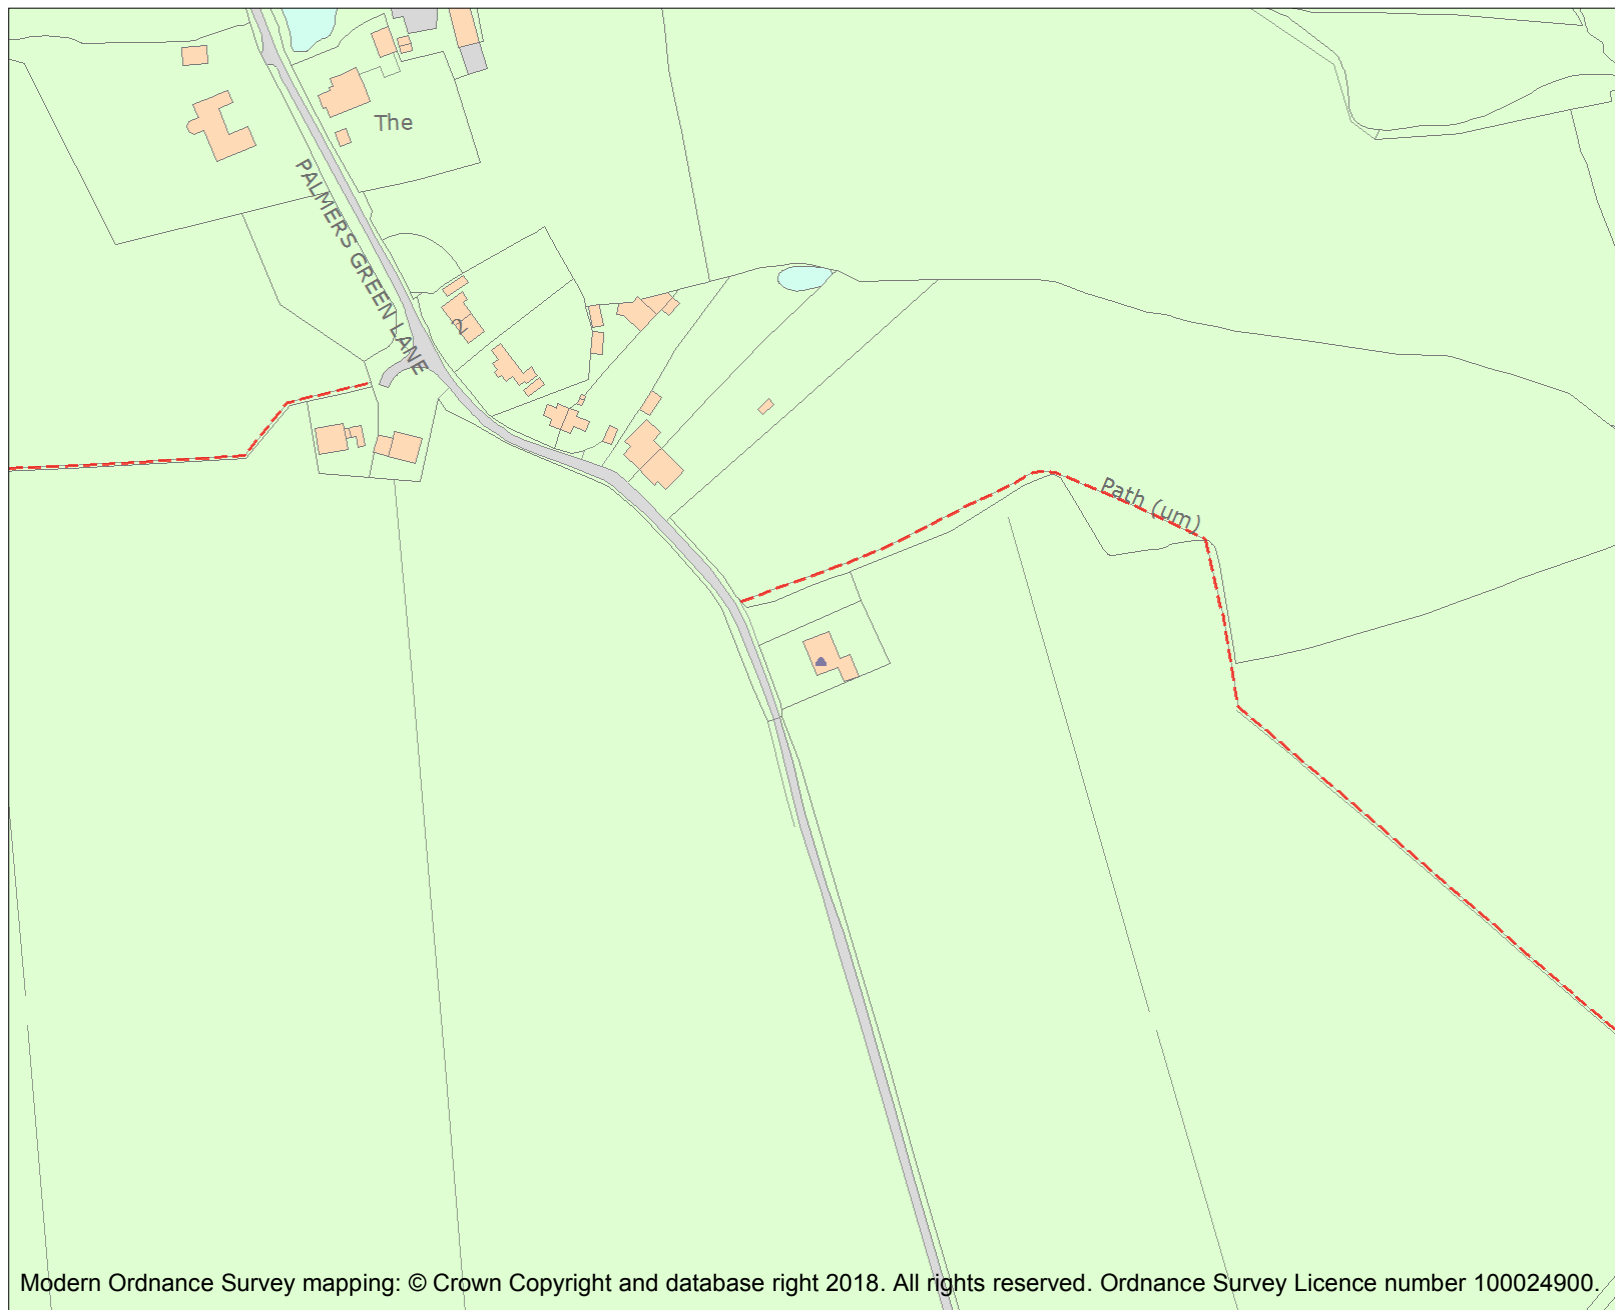 The
PALMERS GREEN LANE
2
Path (um)
Modern Ordnance Survey mapping: © Crown Copyright and database right 2018. All rights reserved. Ordnance Survey Licence number 100024900.